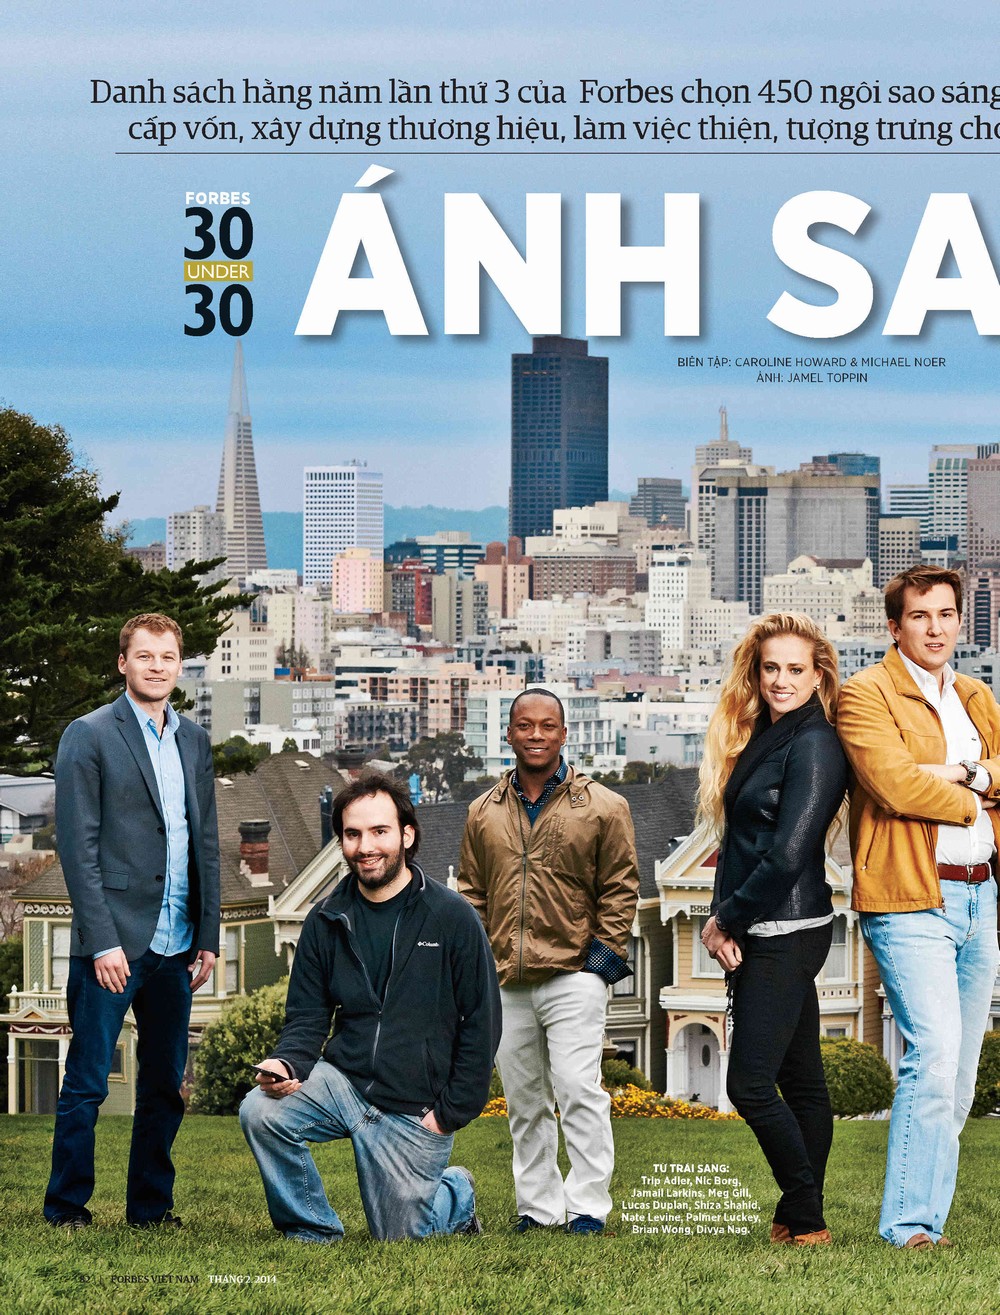 Danh sách hằng năm lần thứ 3 của Forbes chọn 450 ngôi sao sáng
cấp vốn, xây dựng thương hiệu, làm việc thiện, tượng trưng cho
FORBES
30
UNDER
30
ÁNH SA
BIÊN TẬP: CAROLINE HOWARD & MICHAEL NOER
ẢNH: JAMEL TOPPIN
Columbia
TỪ TRÁI SANG:
Trip Adler, Nic Borg,
Jamail Larkins, Meg Gill,
Lucas Duplan, Shiza Shahid,
Nate Levine, Palmer Luckey,
Brian Wong, Divya Nag.
FORBES VIỆT NAM THÁNG 2. 2014